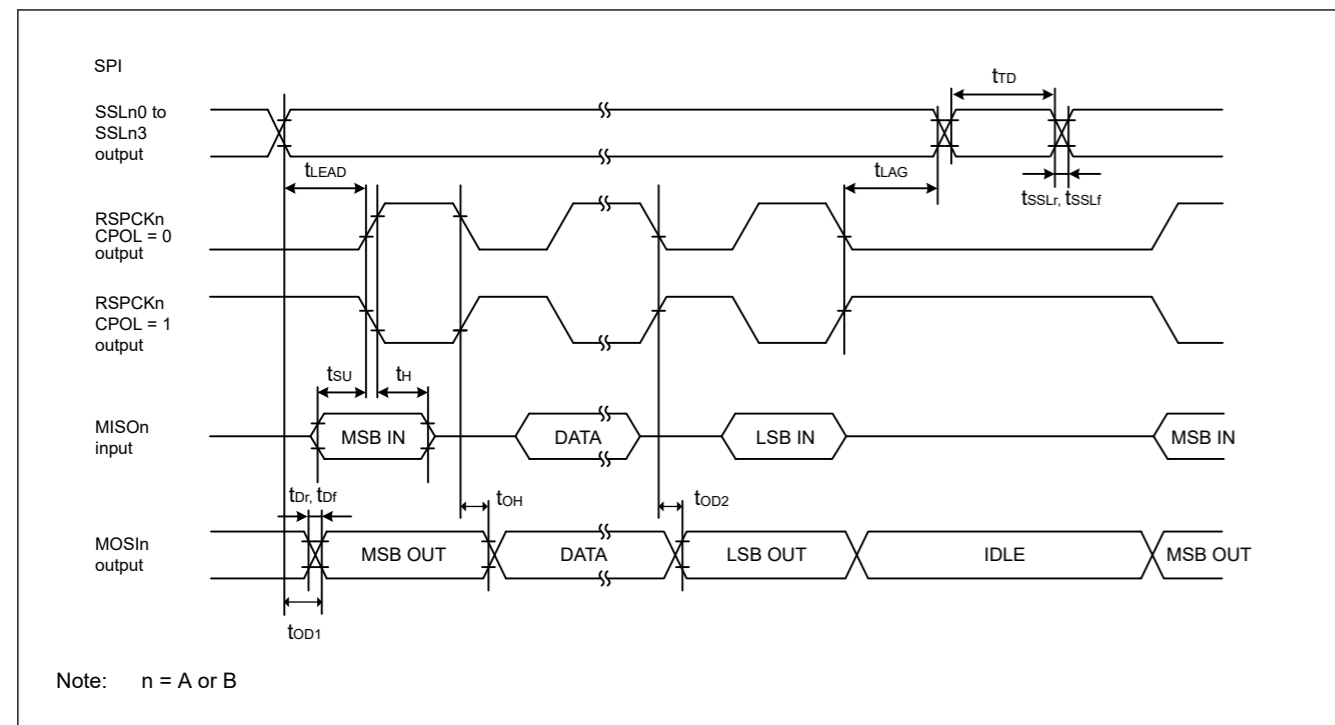 SPI
tTD
SSLn0 to
SSLn3
output
tLEAD
tLAG
tSSLr, tSSLf
RSPCKn
CPOL = 0
output
RSPCKn
CPOL = 1
output
tSU
tH
MISOn
input
MSB IN
DATA
LSB IN
MSB IN
tDr, tDf
tOH
tOD2
MOSIn
output
MSB OUT
DATA
LSB OUT
IDLE
MSB OUT
tOD1
Note: n = A or B